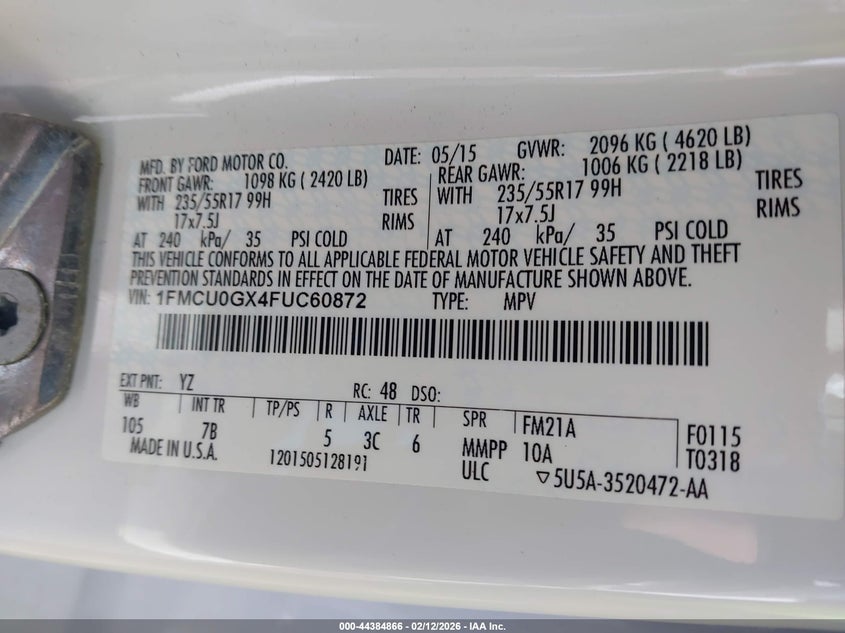 MFD. BY FORD MOTOR CO. DATE: 05/15 GVWR: 2096 KG ( 4620 LB)
FRONT GAWR: 1098 KG ( 2420 LB) REAR GAWR: 1006 KG ( 2218 LB)
WITH 235/55R17 99H TIRES WITH 235/55R17 99H TIRES
17x7.5J RIMS 17x7.5J RIMS
AT 240 kPa/ 35 PSI COLD AT 240 kPa/ 35 PSI COLD
THIS VEHICLE CONFORMS TO ALL APPLICABLE FEDERAL MOTOR VEHICLE SAFETY AND THEFT
PREVENTION STANDARDS IN EFFECT ON THE DATE OF MANUFACTURE SHOWN ABOVE.
VIN: 1FMCU0GX4FUC60872 TYPE: MPV
EXT PNT: YZ RC: 48 DSO:
WB INT TR TP/PS R AXLE TR SPR FM21A F0115
105 7B 5 3C 6 MMPP 10A T0318
MADE IN U.S.A. 1201505128191 ULC 5U5A-3520472-AA
000-44384866 - 02/12/2026 - IAA Inc.